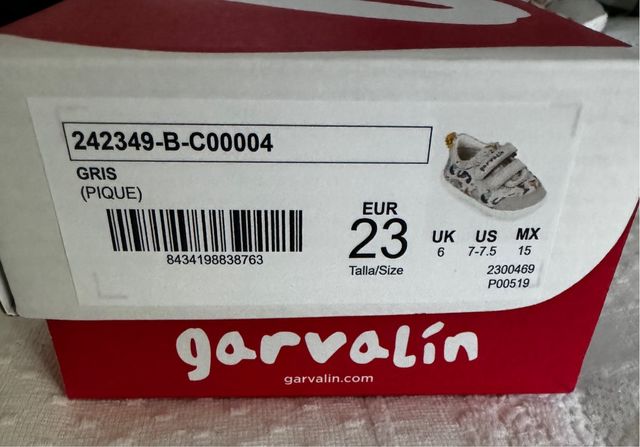 242349-B-C00004
GRIS
(PIQUE)
8434198838763
EUR
23
Talla/Size
UK US MX
6 7-7.5 15
2300469
P00519
garvalín
garvalin.com